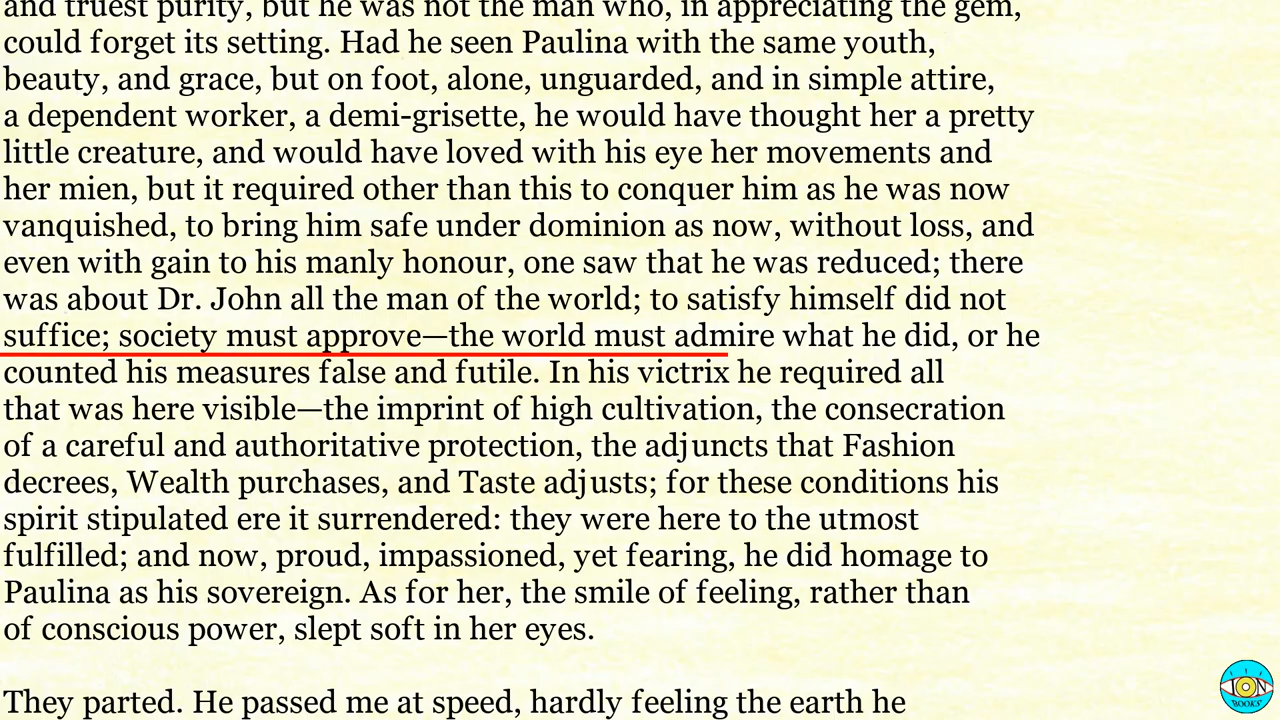 and truest purity, but he was not the man who, in appreciating the gem,
could forget its setting. Had he seen Paulina with the same youth,
beauty, and grace, but on foot, alone, unguarded, and in simple attire,
a dependent worker, a demi-grisette, he would have thought her a pretty
little creature, and would have loved with his eye her movements and
her mien, but it required other than this to conquer him as he was now
vanquished, to bring him safe under dominion as now, without loss, and
even with gain to his manly honour, one saw that he was reduced; there
was about Dr. John all the man of the world; to satisfy himself did not
suffice; society must approve—the world must admire what he did, or he
counted his measures false and futile. In his victrix he required all
that was here visible—the imprint of high cultivation, the consecration
of a careful and authoritative protection, the adjuncts that Fashion
decrees, Wealth purchases, and Taste adjusts; for these conditions his
spirit stipulated ere it surrendered: they were here to the utmost
fulfilled; and now, proud, impassioned, yet fearing, he did homage to
Paulina as his sovereign. As for her, the smile of feeling, rather than
of conscious power, slept soft in her eyes.
They parted. He passed me at speed, hardly feeling the earth he
ION
BOOKS